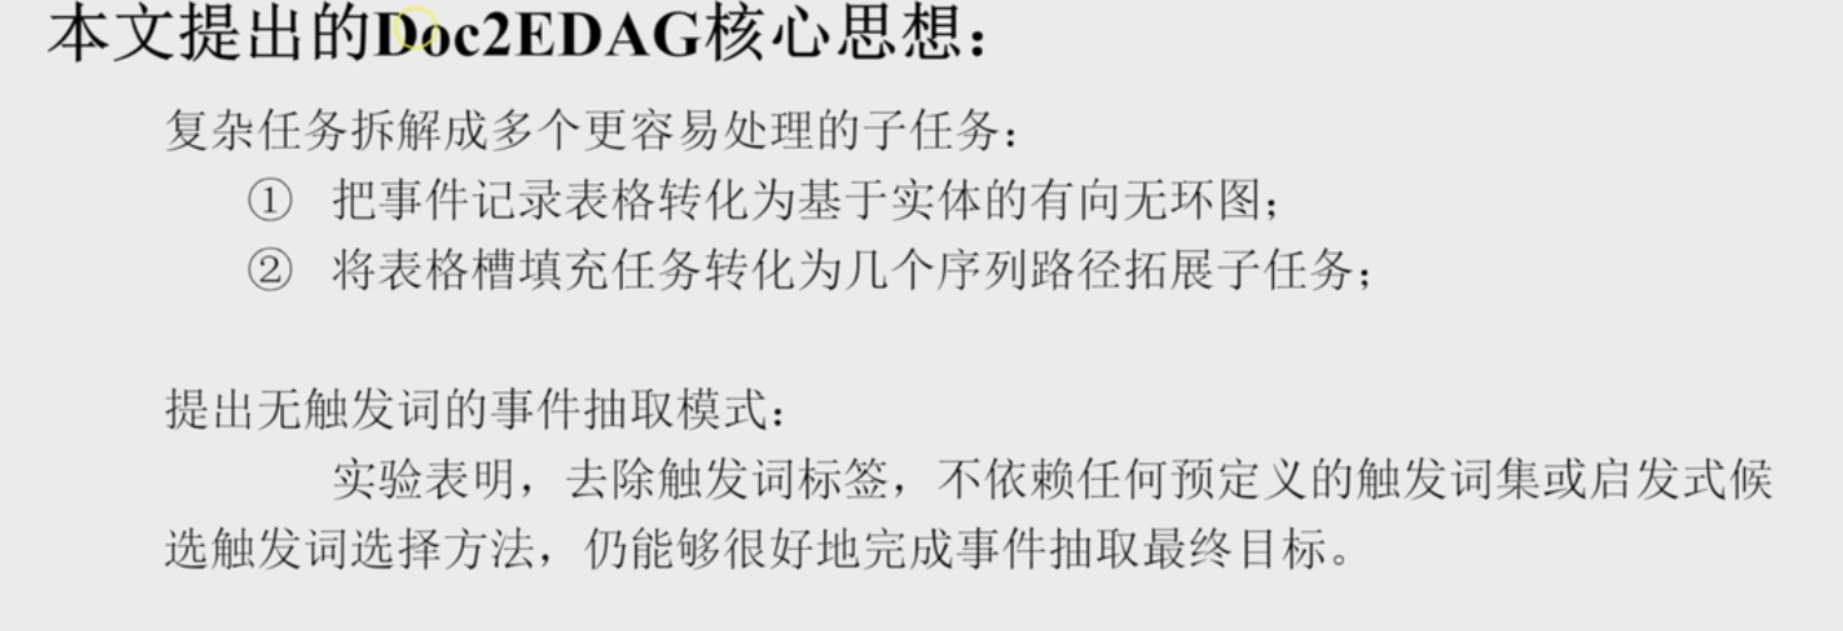 本文提出的Doc2EDAG核心思想：
复杂任务拆解成多个更容易处理的子任务：
① 把事件记录表格转化为基于实体的有向无环图；
② 将表格槽填充任务转化为几个序列路径拓展子任务；
提出无触发词的事件抽取模式：
实验表明，去除触发词标签，不依赖任何预定义的触发词集或启发式候
选触发词选择方法，仍能够很好地完成事件抽取最终目标。